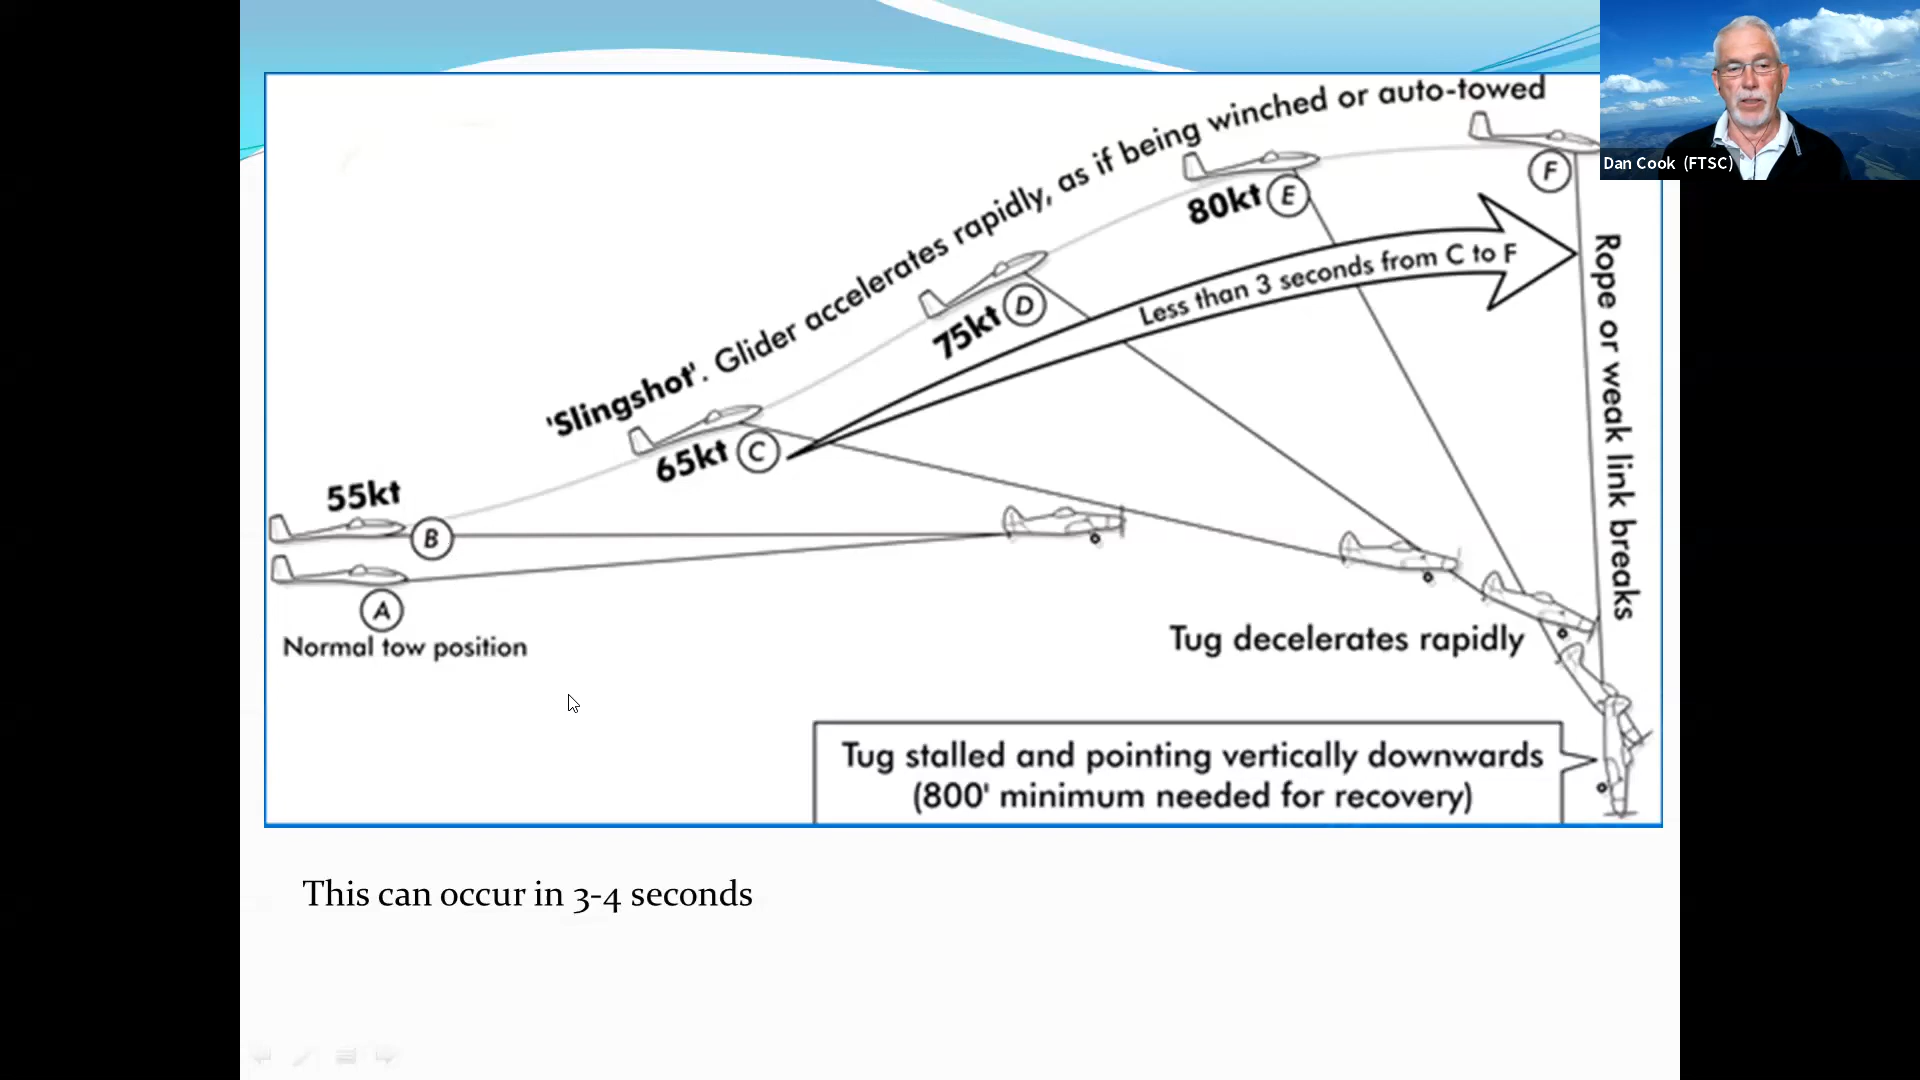 'Slingshot'. Glider accelerates rapidly, as if being winched or auto-towed
Dan Cook (FTSC)
F
80kt
E
Less than 3 seconds from C to F
Rope or weak link breaks
75kt
D
65kt
C
55kt
B
A
Normal tow position
Tug decelerates rapidly
Tug stalled and pointing vertically downwards
(800' minimum needed for recovery)
This can occur in 3-4 seconds